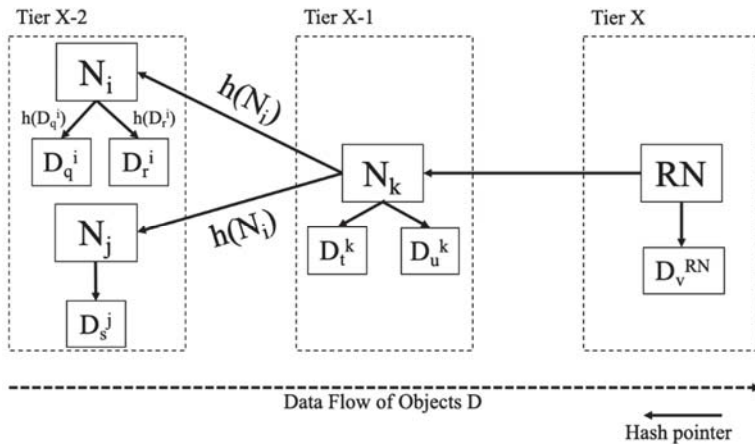 Tier X-2
Tier X-1
Tier X
N_i
h(D_q^i)
h(D_r^i)
D_q^i
D_r^i
h(N_i)
N_k
RN
N_j
h(N_i)
D_t^k
D_u^k
D_v^RN
D_s^j
Data Flow of Objects D
Hash pointer